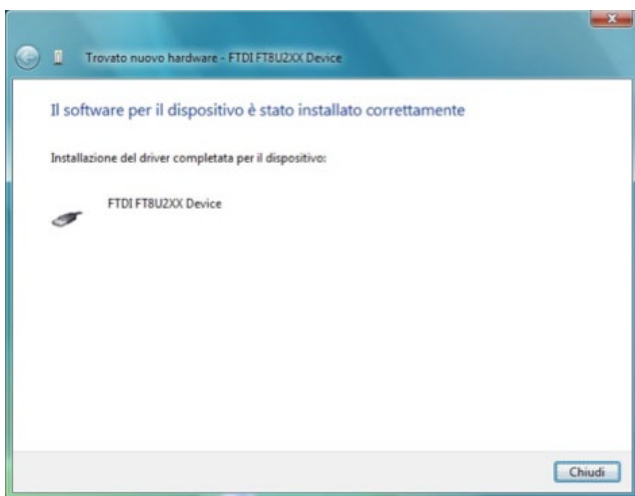 Trovato nuovo hardware - FTDI FT8U2XX Device
Il software per il dispositivo è stato installato correttamente
Installazione del driver completata per il dispositivo:
FTDI FT8U2XX Device
Chiudi